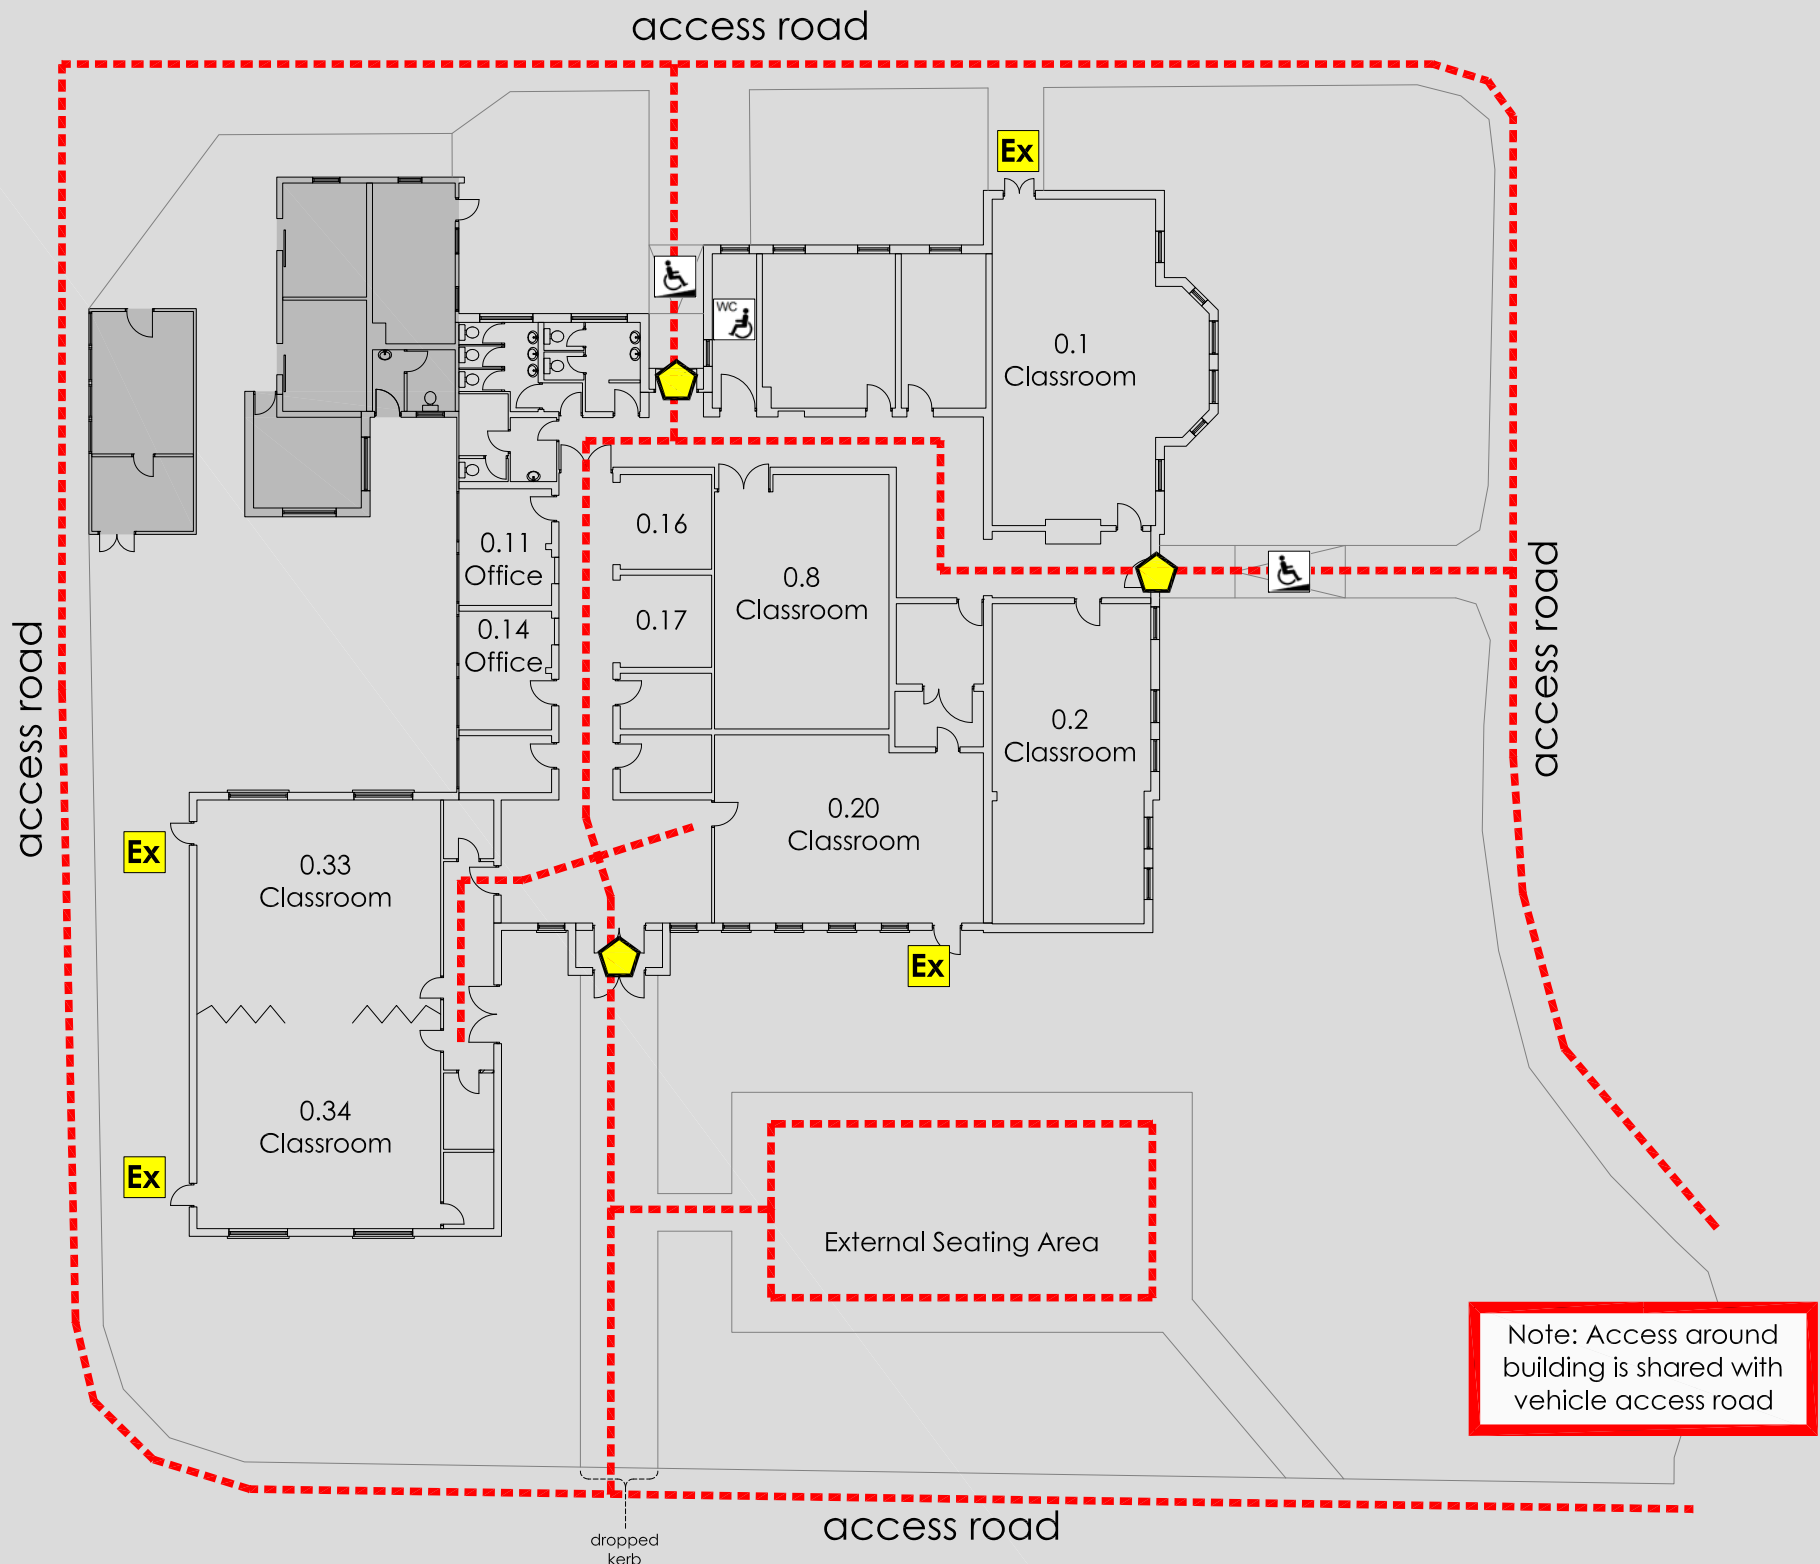 access road
Ex
WC
0.1
Classroom
0.16
0.11
Office
0.8
Classroom
0.17
0.14
Office
access road
access road
0.2
Classroom
0.20
Classroom
Ex
0.33
Classroom
Ex
0.34
Classroom
Ex
External Seating Area
Note: Access around
building is shared with
vehicle access road
access road
dropped
kerb